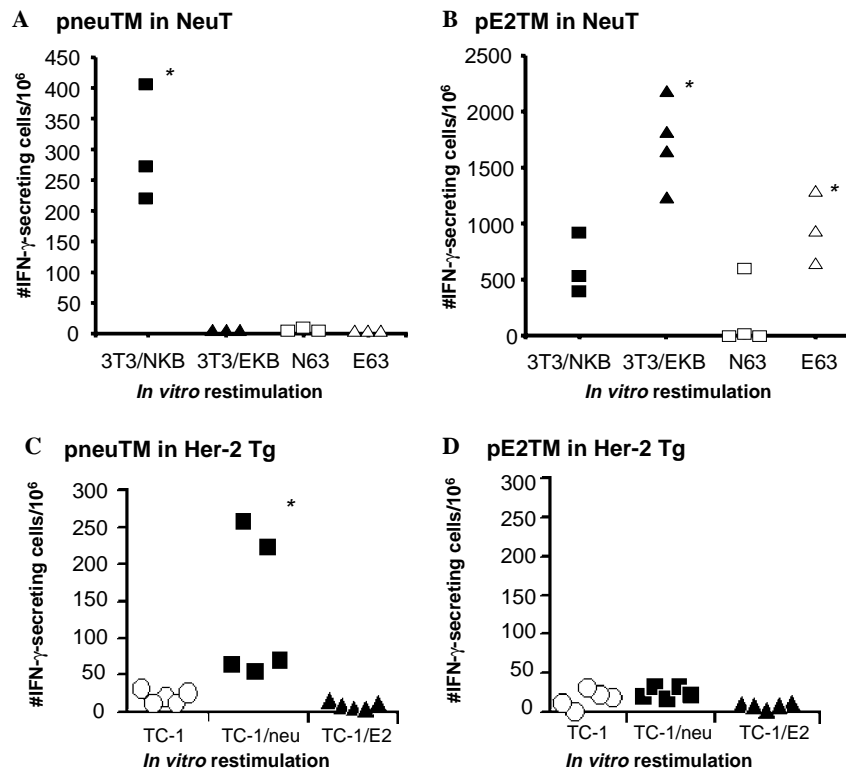 A pneuTM in NeuT
#IFN-γ-secreting cells/10⁶
450
400
350
300
250
200
150
100
50
0
*
3T3/NKB 3T3/EKB N63 E63
In vitro restimulation
B pE2TM in NeuT
#IFN-γ-secreting cells/10⁶
2500
2000
1500
1000
500
0
*
*
3T3/NKB 3T3/EKB N63 E63
In vitro restimulation
C pneuTM in Her-2 Tg
#IFN-γ-secreting cells/10⁶
300
250
200
150
100
50
0
*
TC-1 TC-1/neu TC-1/E2
In vitro restimulation
D pE2TM in Her-2 Tg
#IFN-γ-secreting cells/10⁶
300
250
200
150
100
50
0
TC-1 TC-1/neu TC-1/E2
In vitro restimulation